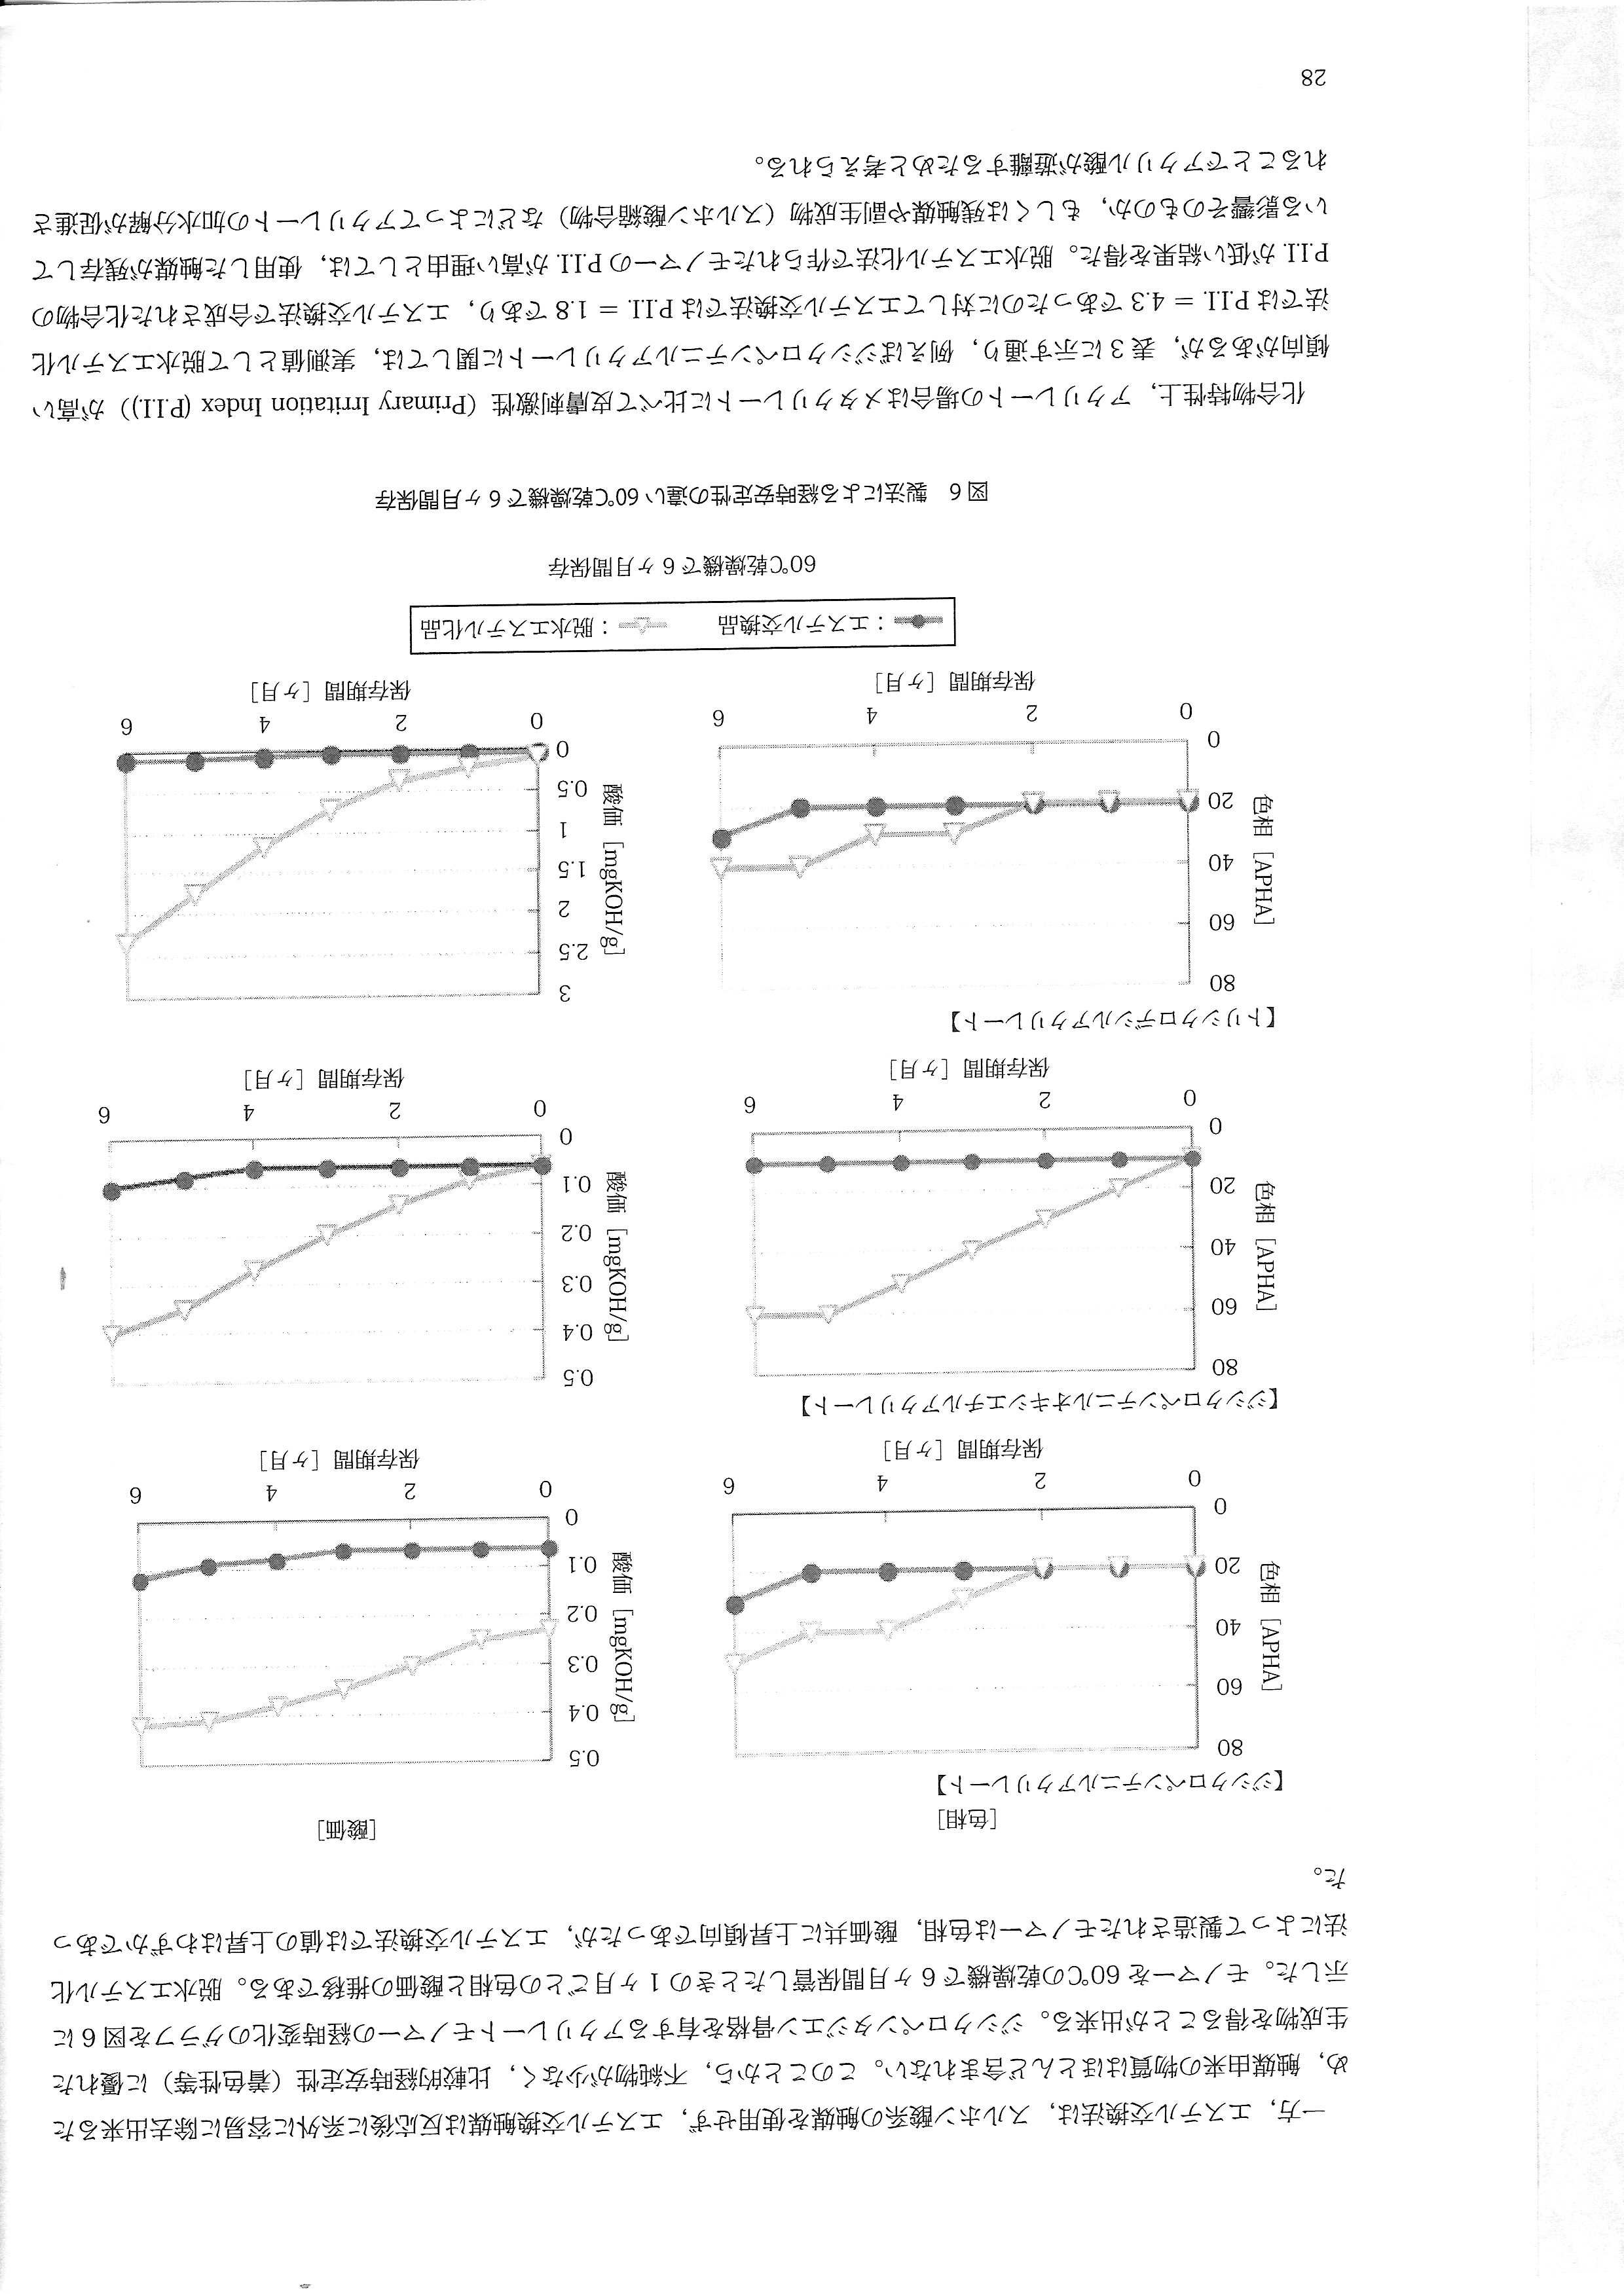 一方，エステル交換法は，スルホン酸系の触媒を使用せず，エステル交換触媒は反応後に系外に容易に除去出来るた
め，触媒由来の物質はほとんど含まれない。このことから，不純物が少なく，比較的経時安定性（着色性等）に優れた
生成物を得ることが出来る。ジシクロペンタジエン骨格を有するアクリレートモノマーの経時変化のグラフを図6に
示した。モノマーを60℃の乾燥機で6ヶ月間保管したときの1ヶ月ごとの色相と酸価の推移である。脱水エステル化
法によって製造されたモノマーは色相，酸価共に上昇傾向であったが，エステル交換法では値の上昇はわずかであっ
た。
［色相］
【ジシクロペンテニルアクリレート】
80
60
40
20
0
色相［APHA］
0 2 4 6
保存期間［ヶ月］
［酸価］
0.5
0.4
0.3
0.2
0.1
0
酸価［mgKOH/g］
0 2 4 6
保存期間［ヶ月］
【ジシクロペンテニルオキシエチルアクリレート】
80
60
40
20
0
色相［APHA］
0 2 4 6
保存期間［ヶ月］
0.5
0.4
0.3
0.2
0.1
0
酸価［mgKOH/g］
0 2 4 6
保存期間［ヶ月］
【トリシクロデシルアクリレート】
80
60
40
20
0
色相［APHA］
0 2 4 6
保存期間［ヶ月］
3
2.5
2
1.5
1
0.5
0
酸価［mgKOH/g］
0 2 4 6
保存期間［ヶ月］
：エステル交換品 ：脱水エステル化品
60℃乾燥機で6ヶ月間保存
図6　製法による経時安定性の違い 60℃乾燥機で6ヶ月間保存
化合物特性上，アクリレートの場合はメタクリレートに比べて皮膚刺激性（Primary Irritation Index (P.I.I.)）が高い
傾向があるが，表3に示す通り，例えばジシクロペンテニルアクリレートに関しては，実測値として脱水エステル化
法ではP.I.I. = 4.3であったのに対してエステル交換法ではP.I.I. = 1.8であり，エステル交換法で合成された化合物の
P.I.I.が低い結果を得た。脱水エステル化法で作られたモノマーのP.I.I.が高い理由としては，使用した触媒が残存して
いる影響そのものか，もしくは残触媒や副生成物（スルホン酸縮合物）などによってアクリレートの加水分解が促進さ
れることでアクリル酸が遊離するためと考えられる。
28